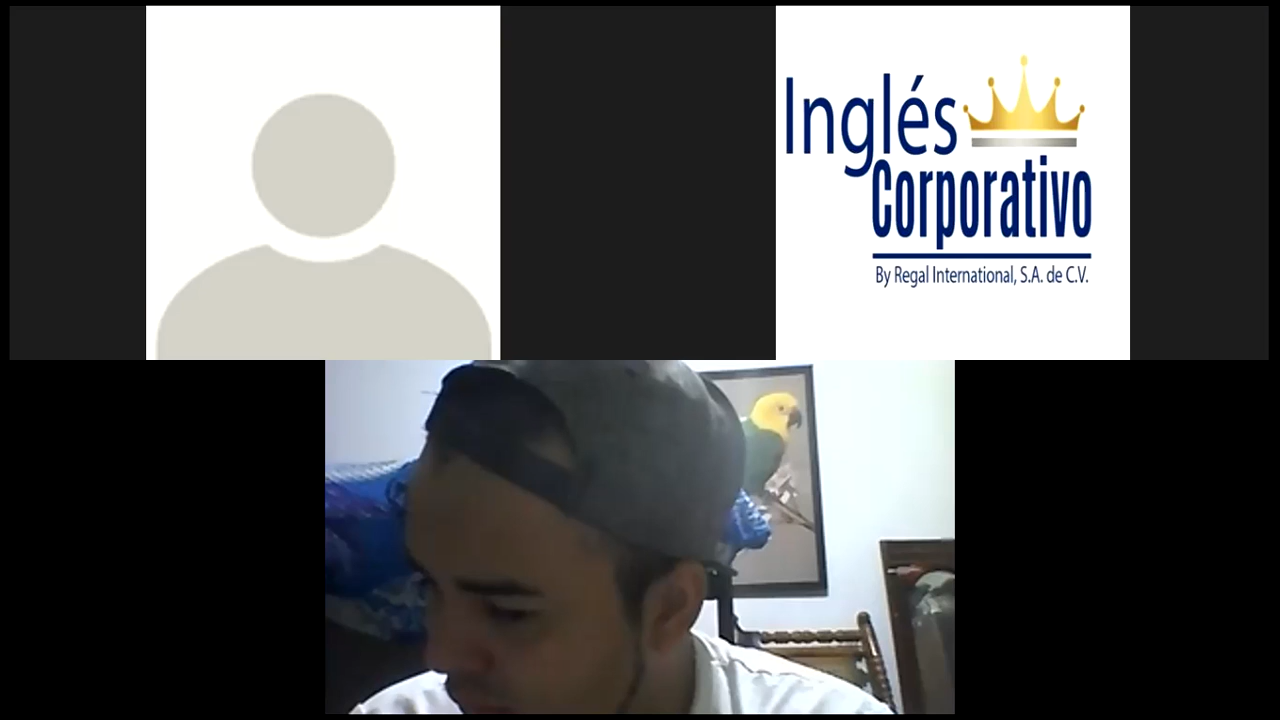 Inglés
Corporativo
By Regal International, S.A. de C.V.